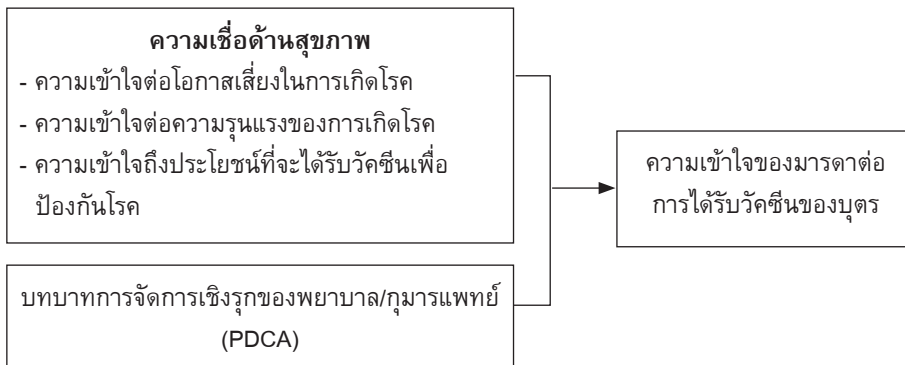 ความเชื่อด้านสุขภาพ
- ความเข้าใจต่อโอกาสเสี่ยงในการเกิดโรค
- ความเข้าใจต่อความรุนแรงของการเกิดโรค
- ความเข้าใจถึงประโยชน์ที่จะได้รับวัคซีนเพื่อ
ป้องกันโรค
บทบาทการจัดการเชิงรุกของพยาบาล/กุมารแพทย์
(PDCA)
ความเข้าใจของมารดาต่อ
การได้รับวัคซีนของบุตร